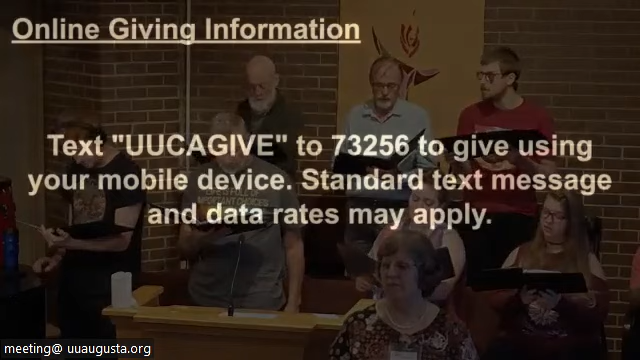 Online Giving Information
Text "UUCAGIVE" to 73256 to give using
your mobile device. Standard text message
and data rates may apply.
meeting@ uuaugusta.org